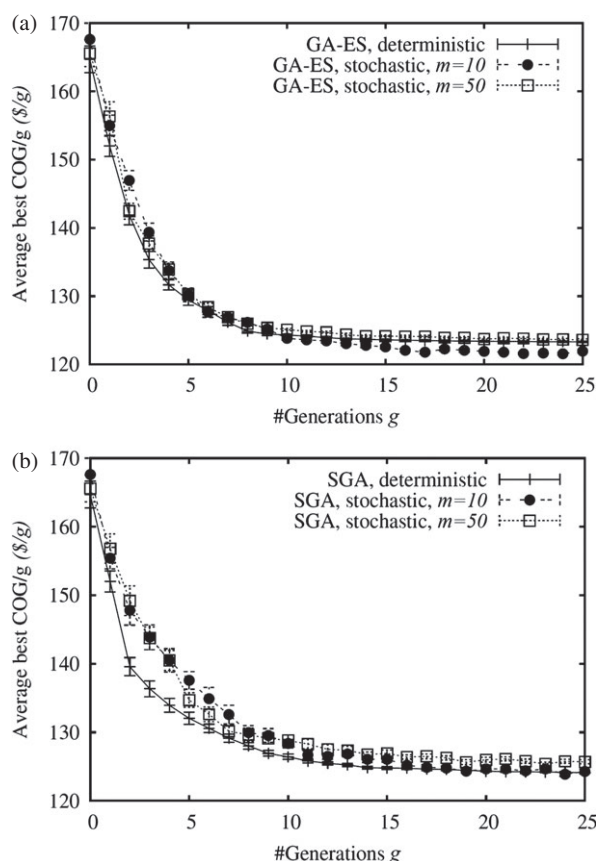 (a)
170
160
150
140
130
120
Average best COG/g ($/g)
GA-ES, deterministic
GA-ES, stochastic, m=10
GA-ES, stochastic, m=50
0 5 10 15 20 25
#Generations g
(b)
170
160
150
140
130
120
Average best COG/g ($/g)
SGA, deterministic
SGA, stochastic, m=10
SGA, stochastic, m=50
0 5 10 15 20 25
#Generations g